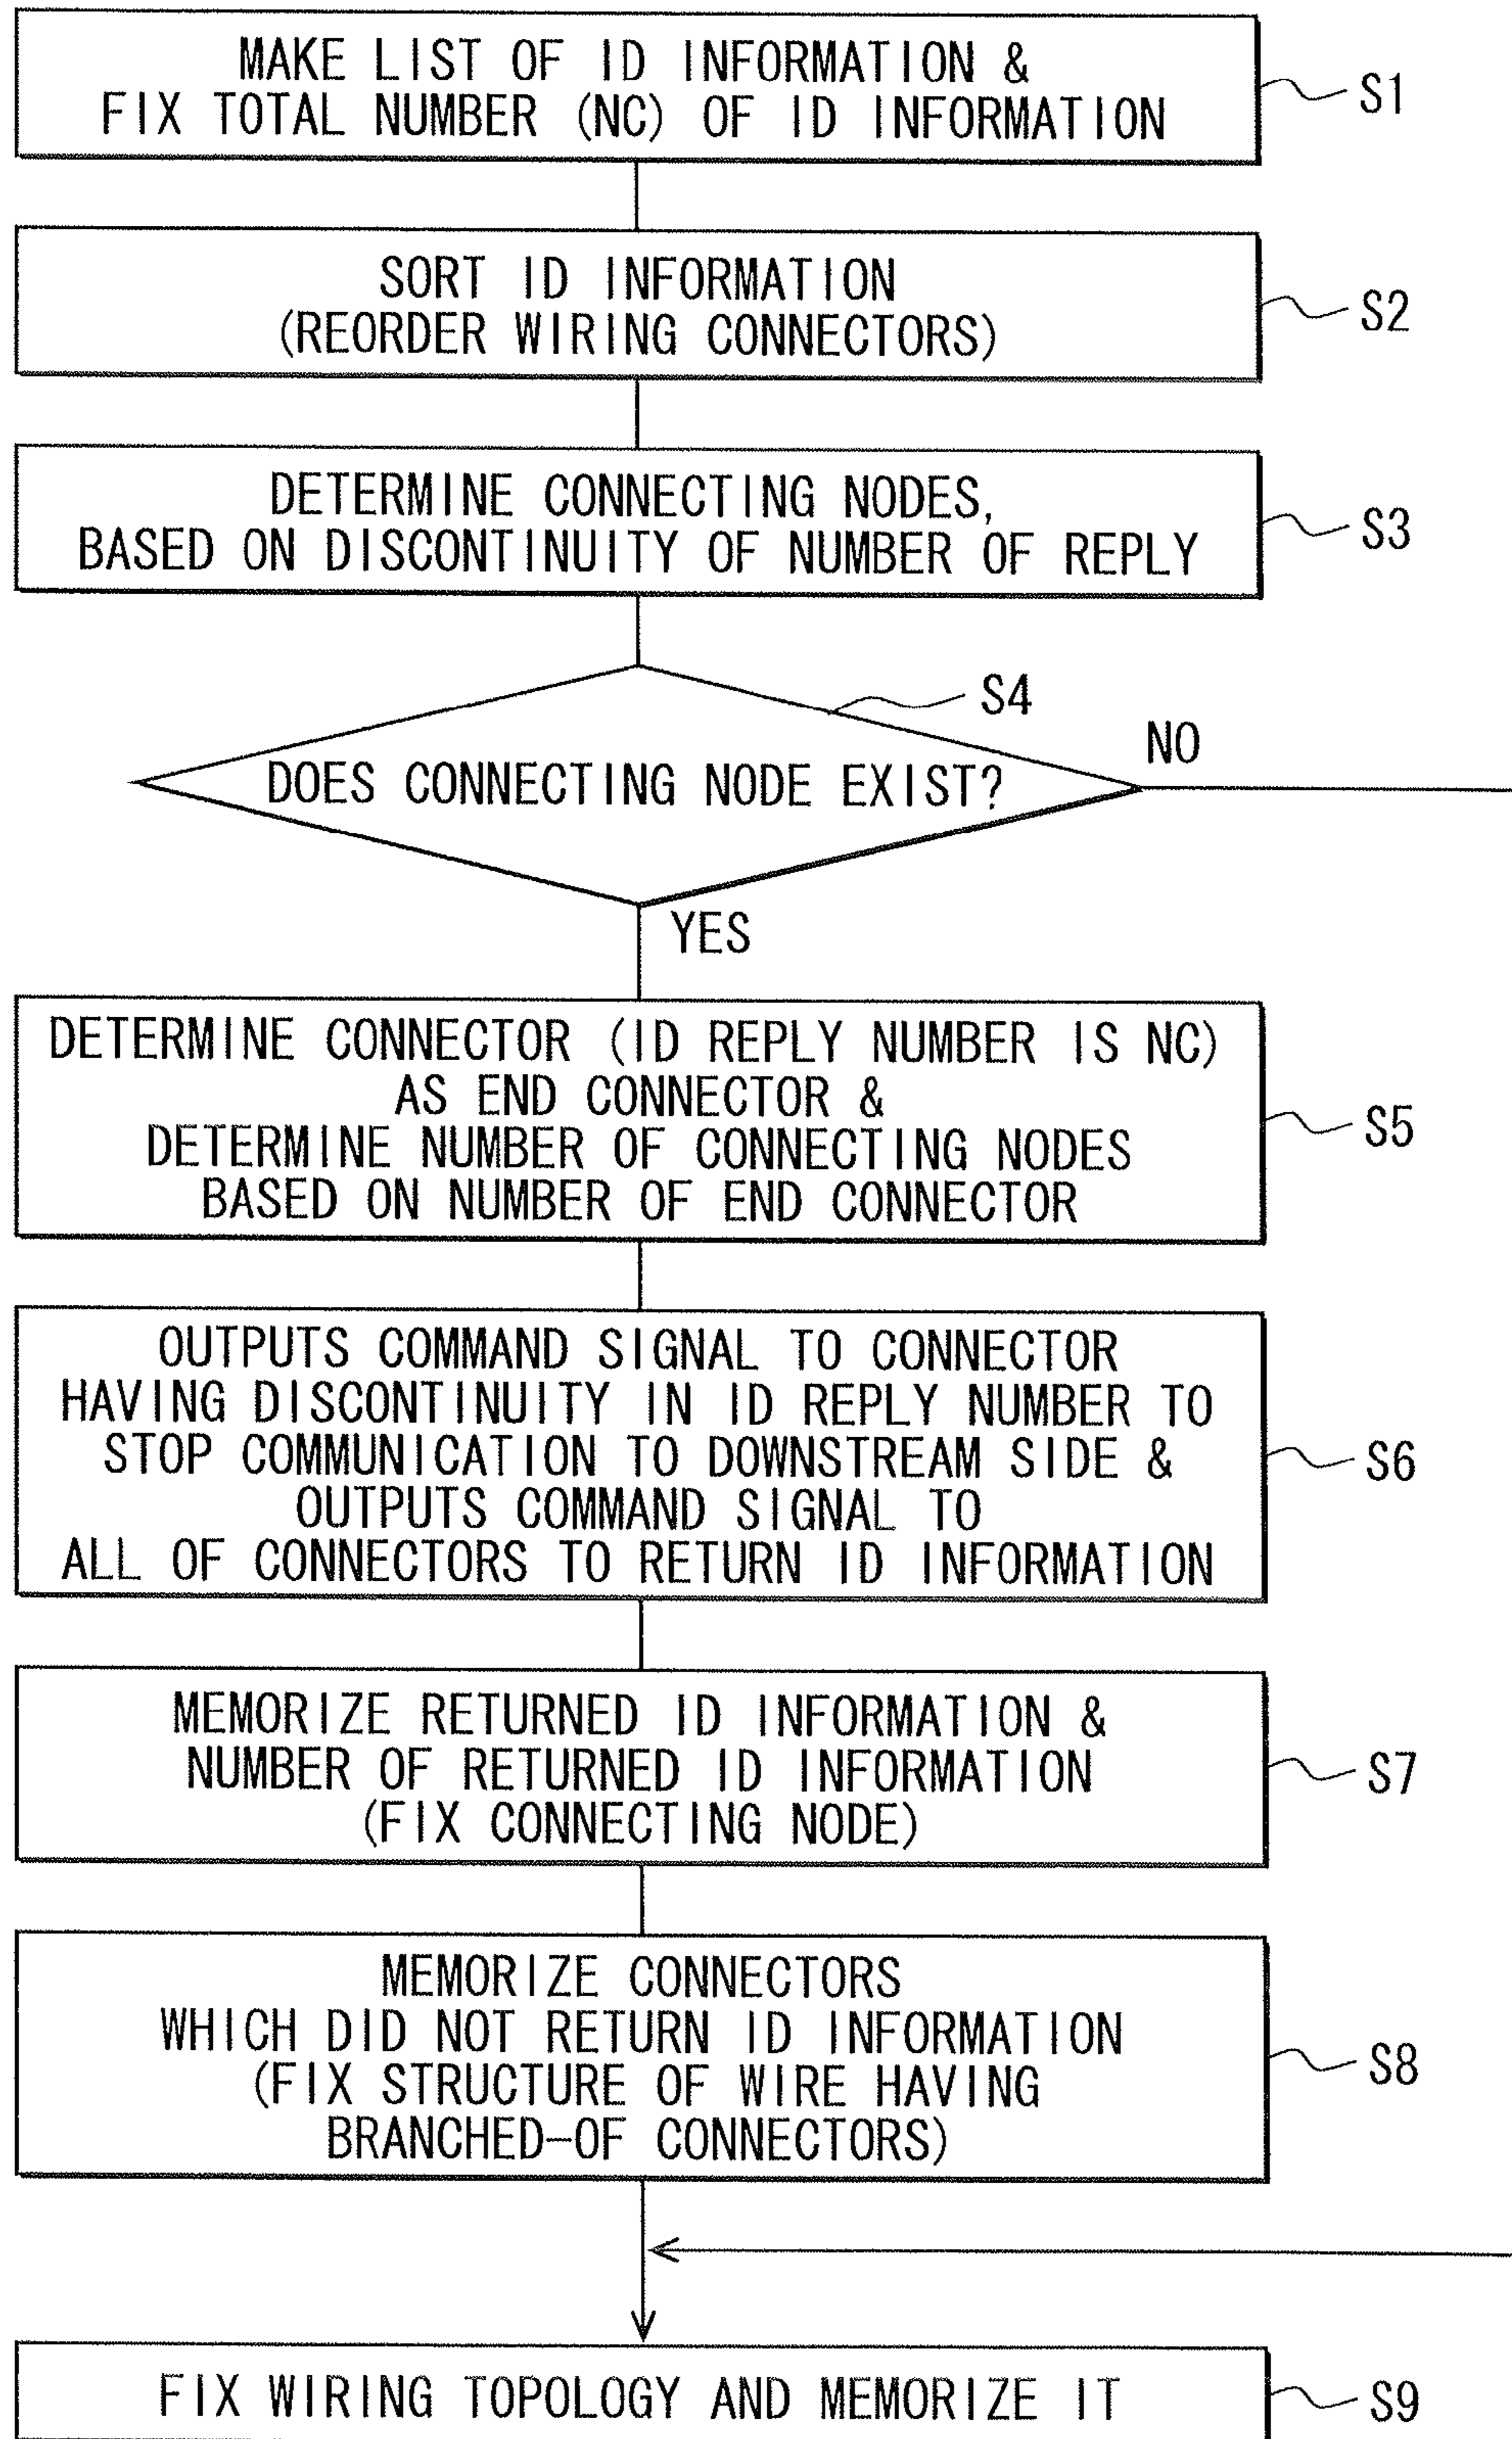 MAKE LIST OF ID INFORMATION &
FIX TOTAL NUMBER (NC) OF ID INFORMATION
S1
SORT ID INFORMATION
(REORDER WIRING CONNECTORS)
S2
DETERMINE CONNECTING NODES,
BASED ON DISCONTINUITY OF NUMBER OF REPLY
S3
S4
DOES CONNECTING NODE EXIST?
NO
YES
DETERMINE CONNECTOR (ID REPLY NUMBER IS NC)
AS END CONNECTOR &
DETERMINE NUMBER OF CONNECTING NODES
BASED ON NUMBER OF END CONNECTOR
S5
OUTPUTS COMMAND SIGNAL TO CONNECTOR
HAVING DISCONTINUITY IN ID REPLY NUMBER TO
STOP COMMUNICATION TO DOWNSTREAM SIDE &
OUTPUTS COMMAND SIGNAL TO
ALL OF CONNECTORS TO RETURN ID INFORMATION
S6
MEMORIZE RETURNED ID INFORMATION &
NUMBER OF RETURNED ID INFORMATION
(FIX CONNECTING NODE)
S7
MEMORIZE CONNECTORS
WHICH DID NOT RETURN ID INFORMATION
(FIX STRUCTURE OF WIRE HAVING
BRANCHED-OF CONNECTORS)
S8
FIX WIRING TOPOLOGY AND MEMORIZE IT
S9